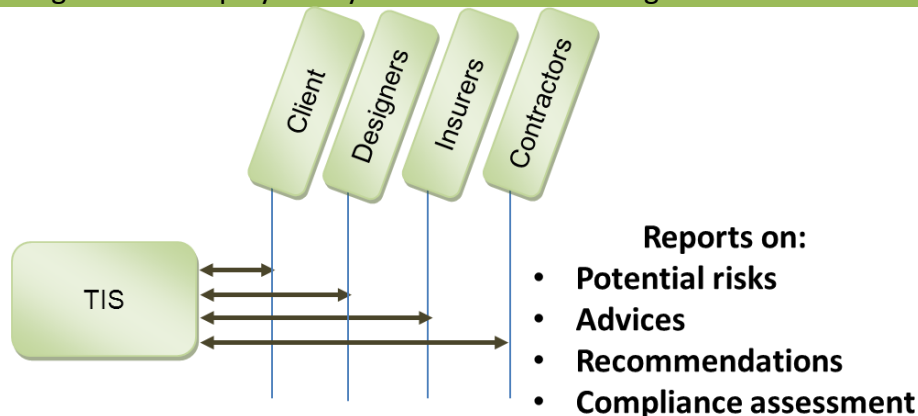 Client
Designers
Insurers
Contractors
TIS
Reports on:
• Potential risks
• Advices
• Recommendations
• Compliance assessment